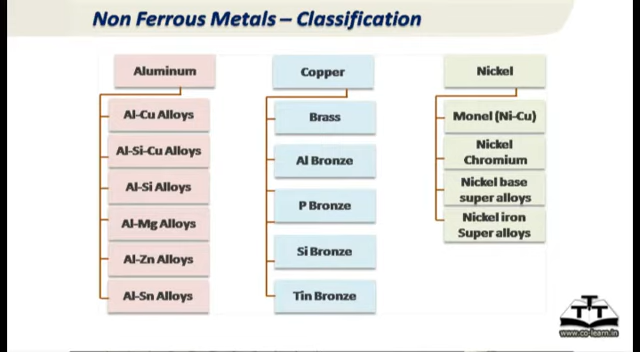 Non Ferrous Metals – Classification
Aluminum
Al-Cu Alloys
Al-Si-Cu Alloys
Al-Si Alloys
Al-Mg Alloys
Al-Zn Alloys
Al-Sn Alloys
Copper
Brass
Al Bronze
P Bronze
Si Bronze
Tin Bronze
Nickel
Monel (Ni-Cu)
Nickel
Chromium
Nickel base
super alloys
Nickel iron
Super alloys
TTT
www.co-learn.in